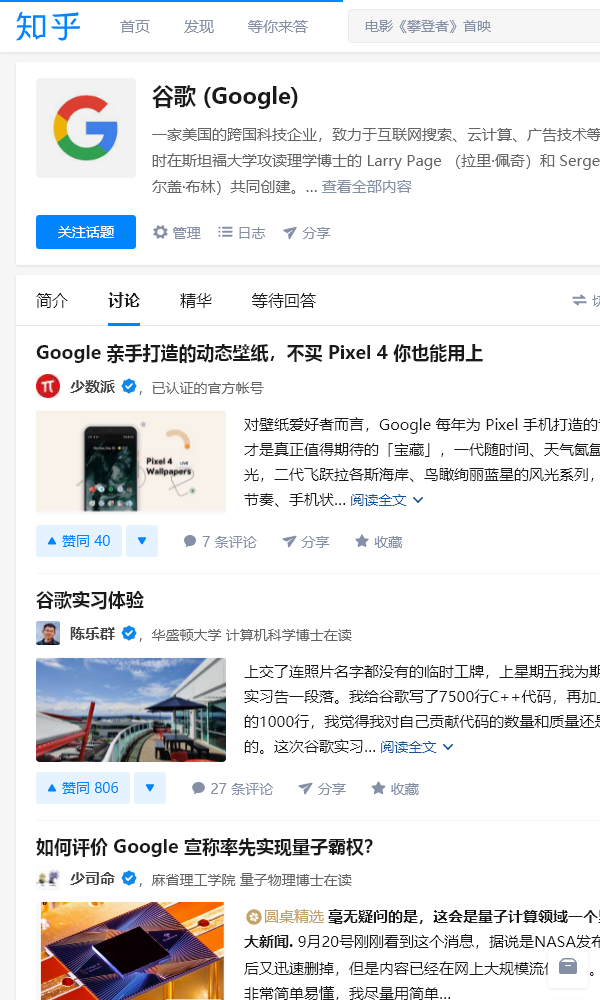 知乎 首页 发现 等你来答 电影《攀登者》首映
谷歌 (Google)
一家美国的跨国科技企业，致力于互联网搜索、云计算、广告技术等
时在斯坦福大学攻读理学博士的 Larry Page （拉里·佩奇）和 Serge
尔盖·布林）共同创建。... 查看全部内容
关注话题 管理 日志 分享
简介 讨论 精华 等待回答
Google 亲手打造的动态壁纸，不买 Pixel 4 你也能用上
少数派 ，已认证的官方帐号
Pixel 4
LIVE
Wallpapers
对壁纸爱好者而言，Google 每年为 Pixel 手机打造的
才是真正值得期待的「宝藏」，一代随时间、天气氤氲
光，二代飞跃拉各斯海岸、鸟瞰绚丽蓝星的风光系列，
节奏、手机状... 阅读全文
赞同 40 7 条评论 分享 收藏
谷歌实习体验
陈乐群 ，华盛顿大学 计算机科学博士在读
上交了连照片名字都没有的临时工牌，上星期五我为期
实习告一段落。我给谷歌写了7500行C++代码，再加上
的1000行，我觉得我对自己贡献代码的数量和质量还是
的。这次谷歌实习... 阅读全文
赞同 806 27 条评论 分享 收藏
如何评价 Google 宣称率先实现量子霸权？
少司命 ，麻省理工学院 量子物理博士在读
圆桌精选 毫无疑问的是，这会是量子计算领域一个
大新闻. 9月20号刚刚看到这个消息，据说是NASA发布
后又迅速删掉，但是内容已经在网上大规模流传
非常简单易懂，我尽量用简单...